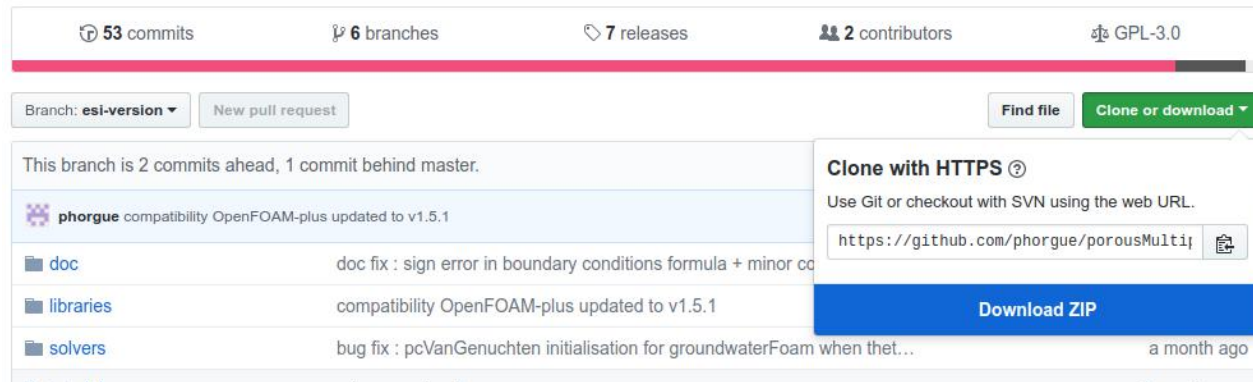 53 commits 6 branches 7 releases 2 contributors GPL-3.0
Branch: esi-version New pull request Find file Clone or download
This branch is 2 commits ahead, 1 commit behind master.
Clone with HTTPS
Use Git or checkout with SVN using the web URL.
phorgue compatibility OpenFOAM-plus updated to v1.5.1
https://github.com/phorgue/porousMultip
doc doc fix : sign error in boundary conditions formula + minor co
libraries compatibility OpenFOAM-plus updated to v1.5.1
Download ZIP
solvers bug fix : pcVanGenuchten initialisation for groundwaterFoam when thet… a month ago